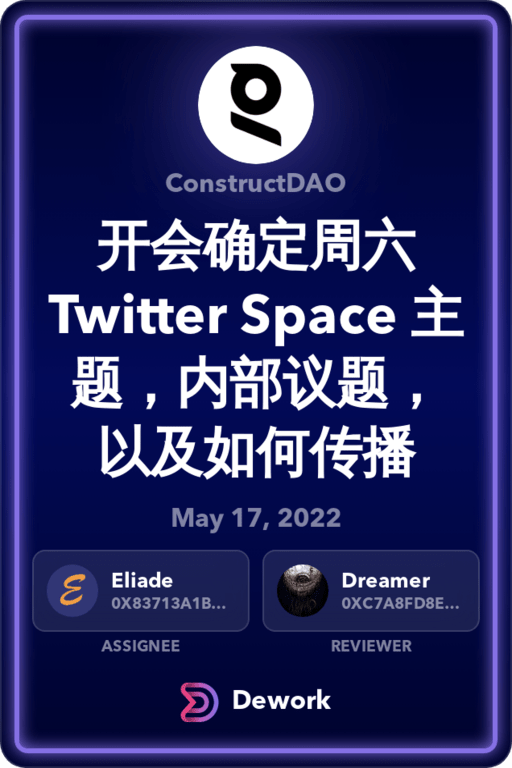 ConstructDAO
开会确定周六
Twitter Space 主
题，内部议题，
以及如何传播
May 17, 2022
Eliade
0X83713A1B...
Dreamer
0XC7A8FD8E...
ASSIGNEE
REVIEWER
Dework